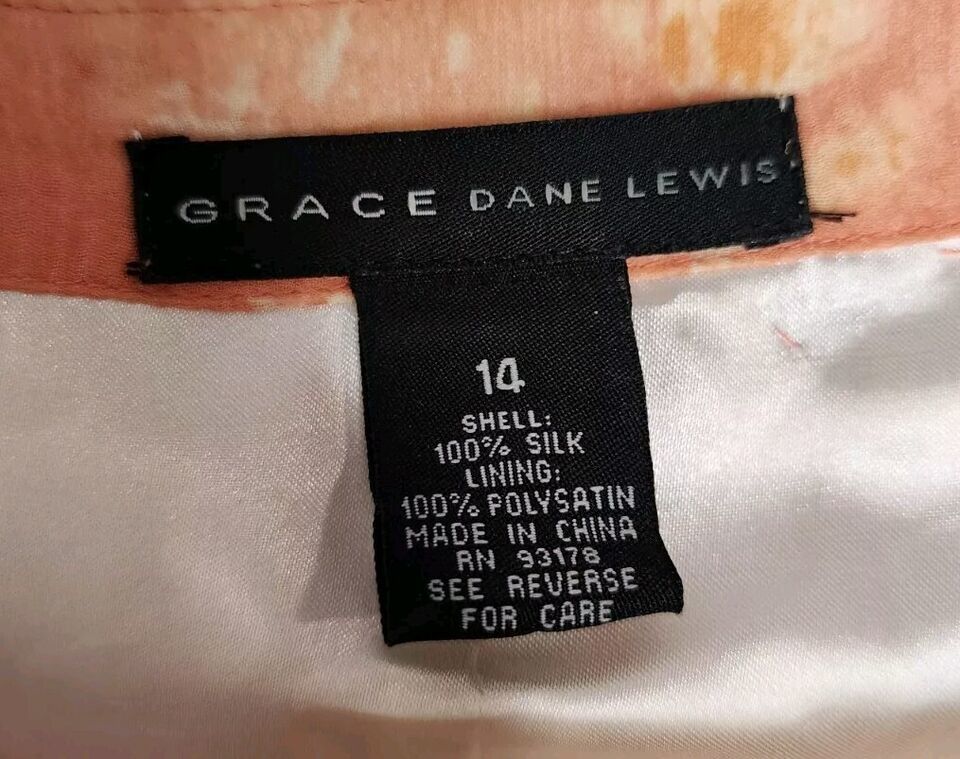 GRACE DANE LEWIS
14
SHELL:
100% SILK
LINING:
100% POLYSATIN
MADE IN CHINA
RN 93178
SEE REVERSE
FOR CARE